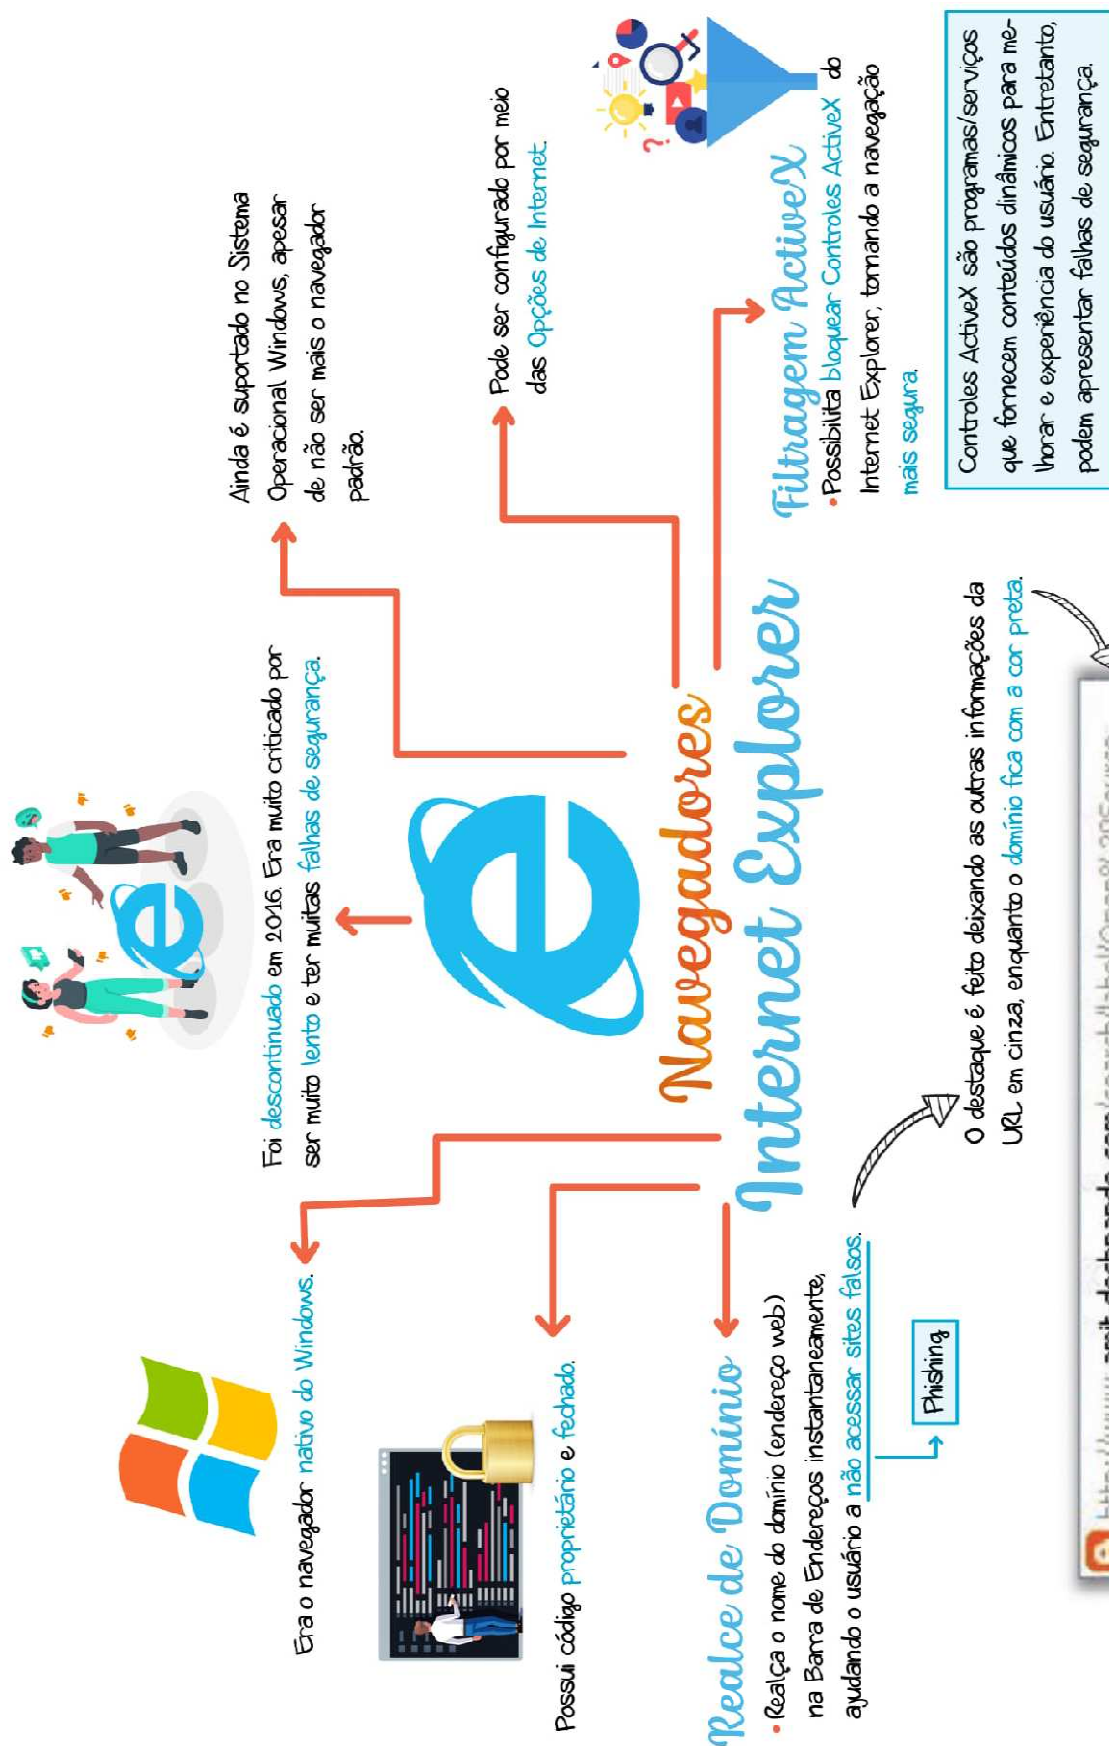 Era o navegador nativo do Windows.
Foi descontinuado em 2016. Era muito criticado por
ser muito lento e ter muitas falhas de segurança.
Ainda é suportado no Sistema
Operacional Windows, apesar
de não ser mais o navegador
padrão.
Possui código proprietário e fechado.
Pode ser configurado por meio
das Opções de Internet.
Navegadores
Internet Explorer
Realce de Domínio
• Realça o nome do domínio (endereço web)
na Barra de Endereços instantaneamente,
ajudando o usuário a não acessar sites falsos.
Phishing
O destaque é feito deixando as outras informações da
URL em cinza, enquanto o domínio fica com a cor preta.
Filtragem ActiveX
• Possibilita bloquear Controles ActiveX do
Internet Explorer, tornando a navegação
mais segura.
Controles ActiveX são programas/serviços
que fornecem conteúdos dinâmicos para me-
lhorar e experiência do usuário. Entretanto,
podem apresentar falhas de segurança.